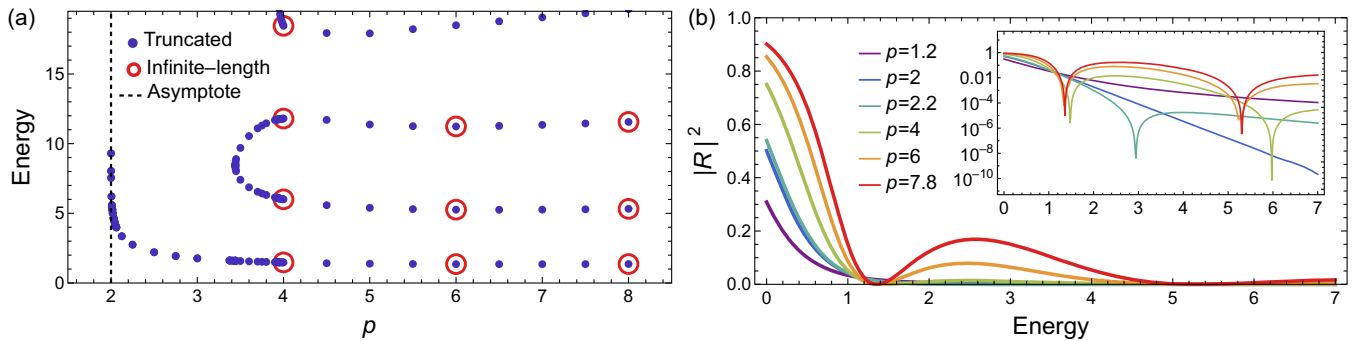 (a)
Energy
15
10
5
0
Truncated
Infinite–length
Asymptote
2
3
4
5
6
7
8
p
(b)
|R|²
1.0
0.8
0.6
0.4
0.2
0.0
p=1.2
p=2
p=2.2
p=4
p=6
p=7.8
1
0.01
10⁻⁴
10⁻⁶
10⁻⁸
10⁻¹⁰
0 1 2 3 4 5 6 7
0 1 2 3 4 5 6 7
Energy